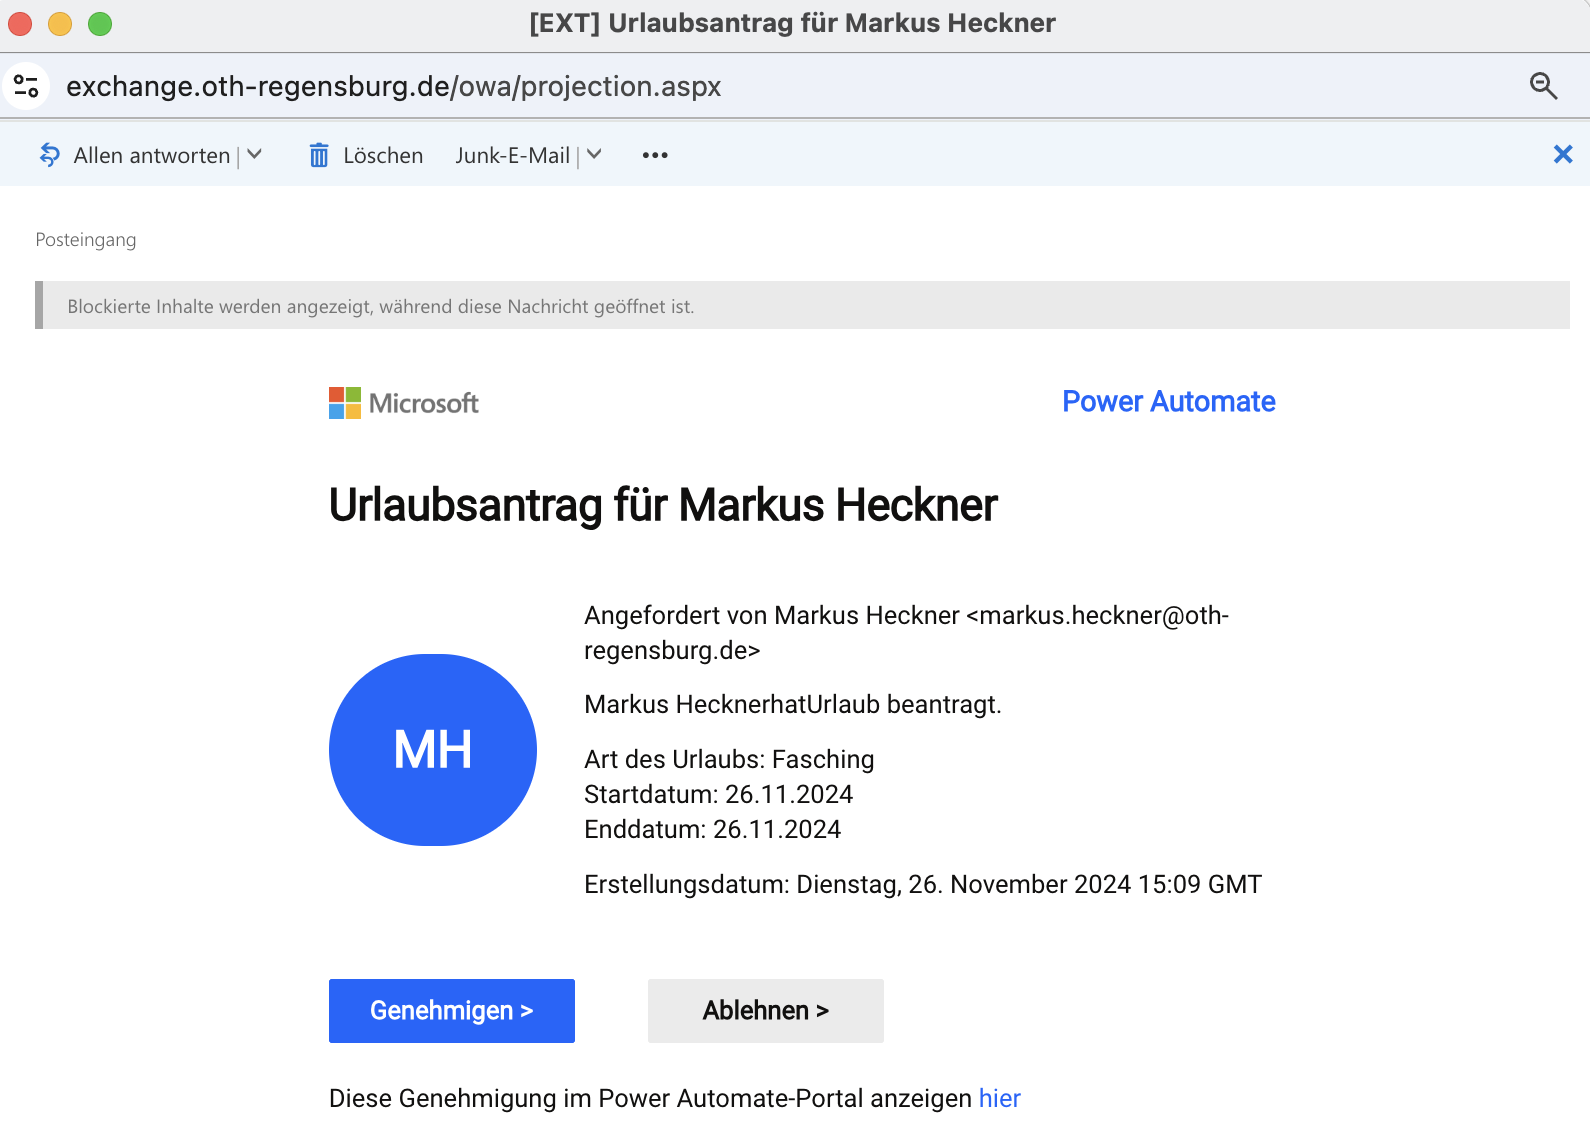 [EXT] Urlaubsantrag für Markus Heckner
exchange.oth-regensburg.de/owa/projection.aspx
Allen antworten | Löschen Junk-E-Mail | •••
Posteingang
Blockierte Inhalte werden angezeigt, während diese Nachricht geöffnet ist.
Microsoft Power Automate
Urlaubsantrag für Markus Heckner
Angefordert von Markus Heckner <markus.heckner@oth-
regensburg.de>
Markus HecknerhatUrlaub beantragt.
MH
Art des Urlaubs: Fasching
Startdatum: 26.11.2024
Enddatum: 26.11.2024
Erstellungsdatum: Dienstag, 26. November 2024 15:09 GMT
Genehmigen > Ablehnen >
Diese Genehmigung im Power Automate-Portal anzeigen hier